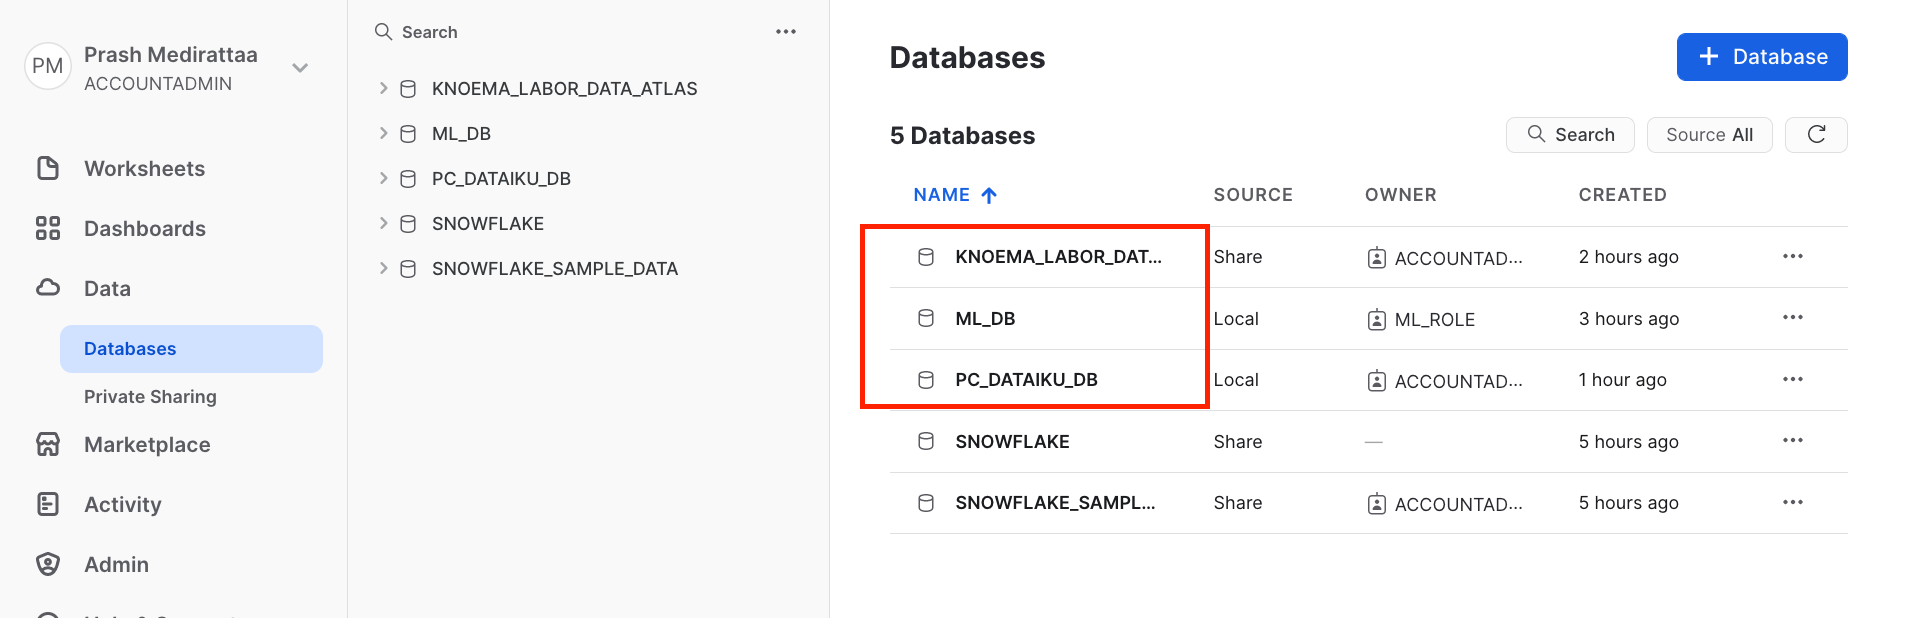 PM
Prash Medirattaa
ACCOUNTADMIN
Worksheets
Dashboards
Data
Databases
Private Sharing
Marketplace
Activity
Admin
Search
KNOEMA_LABOR_DATA_ATLAS
ML_DB
PC_DATAIKU_DB
SNOWFLAKE
SNOWFLAKE_SAMPLE_DATA
Databases
+ Database
5 Databases
Search
Source All
NAME SOURCE OWNER CREATED
KNOEMA_LABOR_DAT... Share ACCOUNTAD... 2 hours ago
ML_DB Local ML_ROLE 3 hours ago
PC_DATAIKU_DB Local ACCOUNTAD... 1 hour ago
SNOWFLAKE Share — 5 hours ago
SNOWFLAKE_SAMPL... Share ACCOUNTAD... 5 hours ago